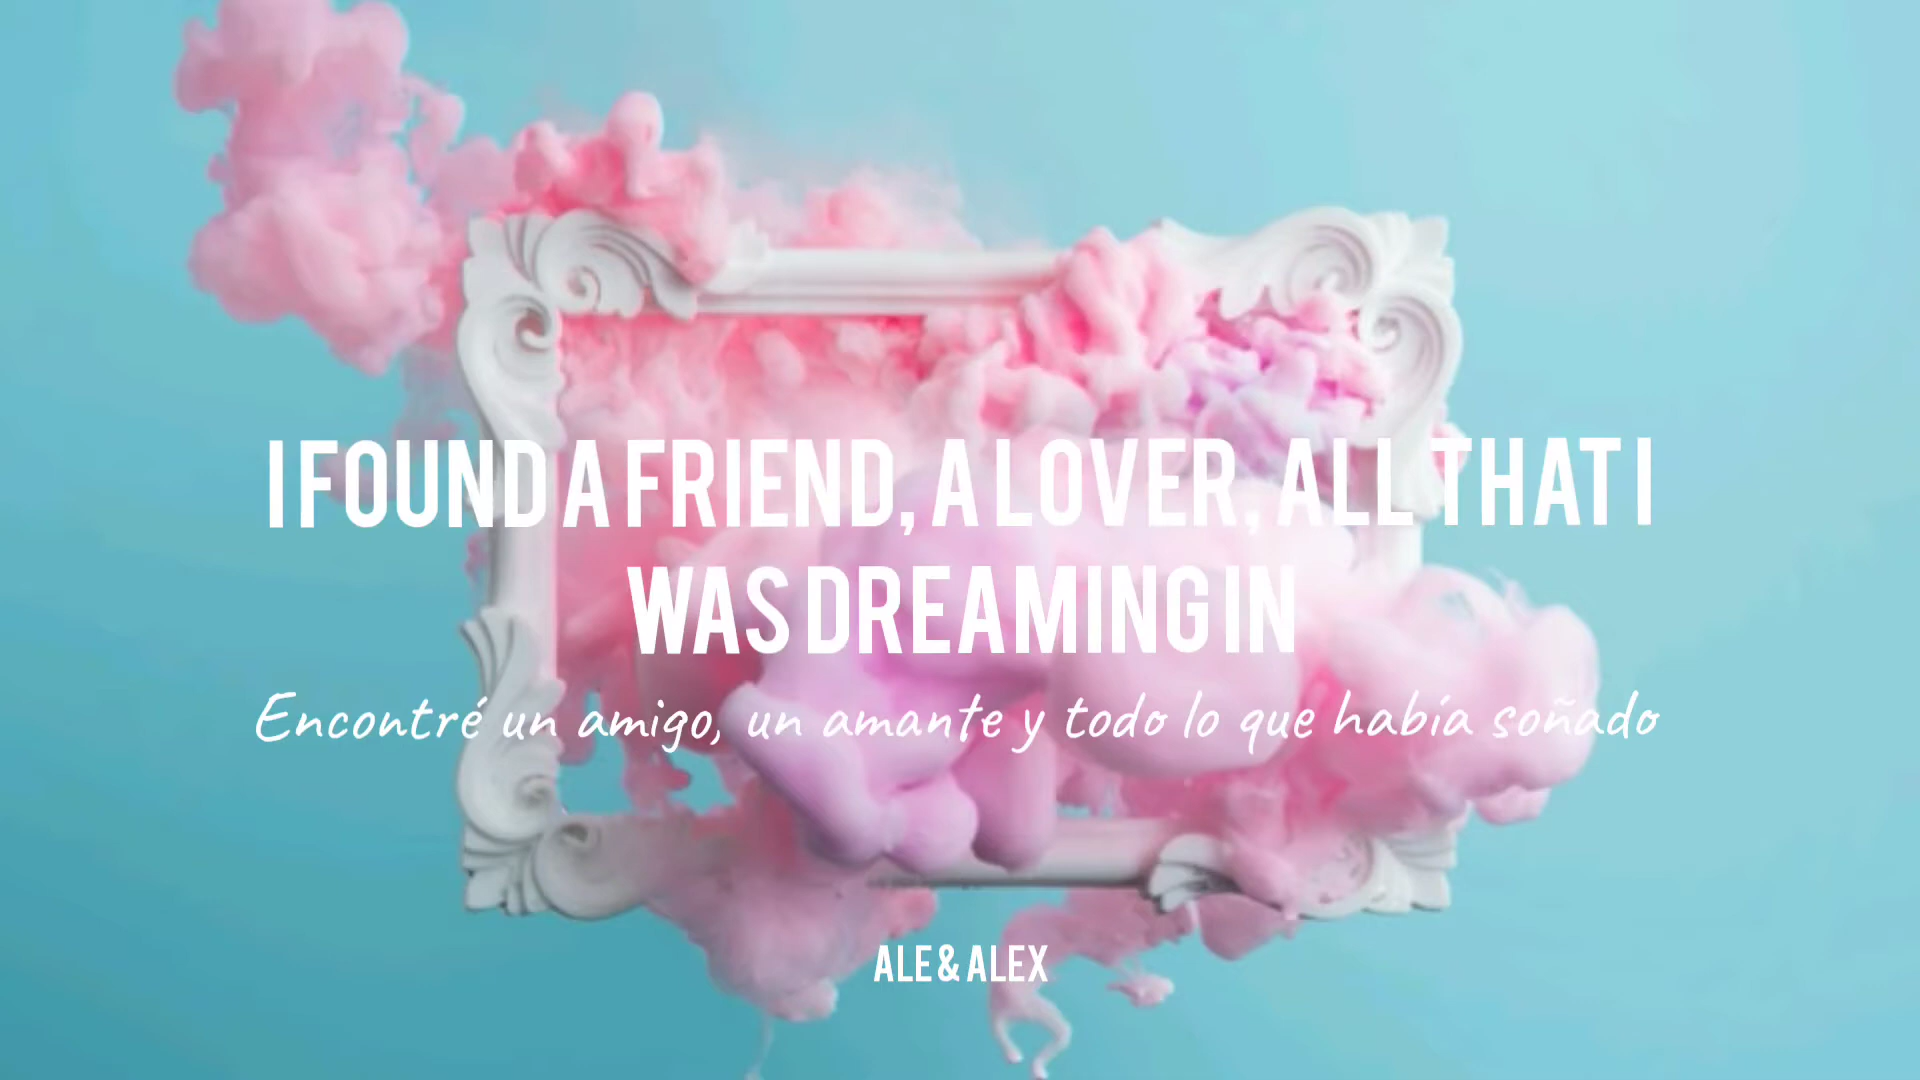 I FOUND A FRIEND, A LOVER, ALL THAT I
WAS DREAMING IN
Encontré un amigo, un amante y todo lo que había soñado
ALE & ALEX